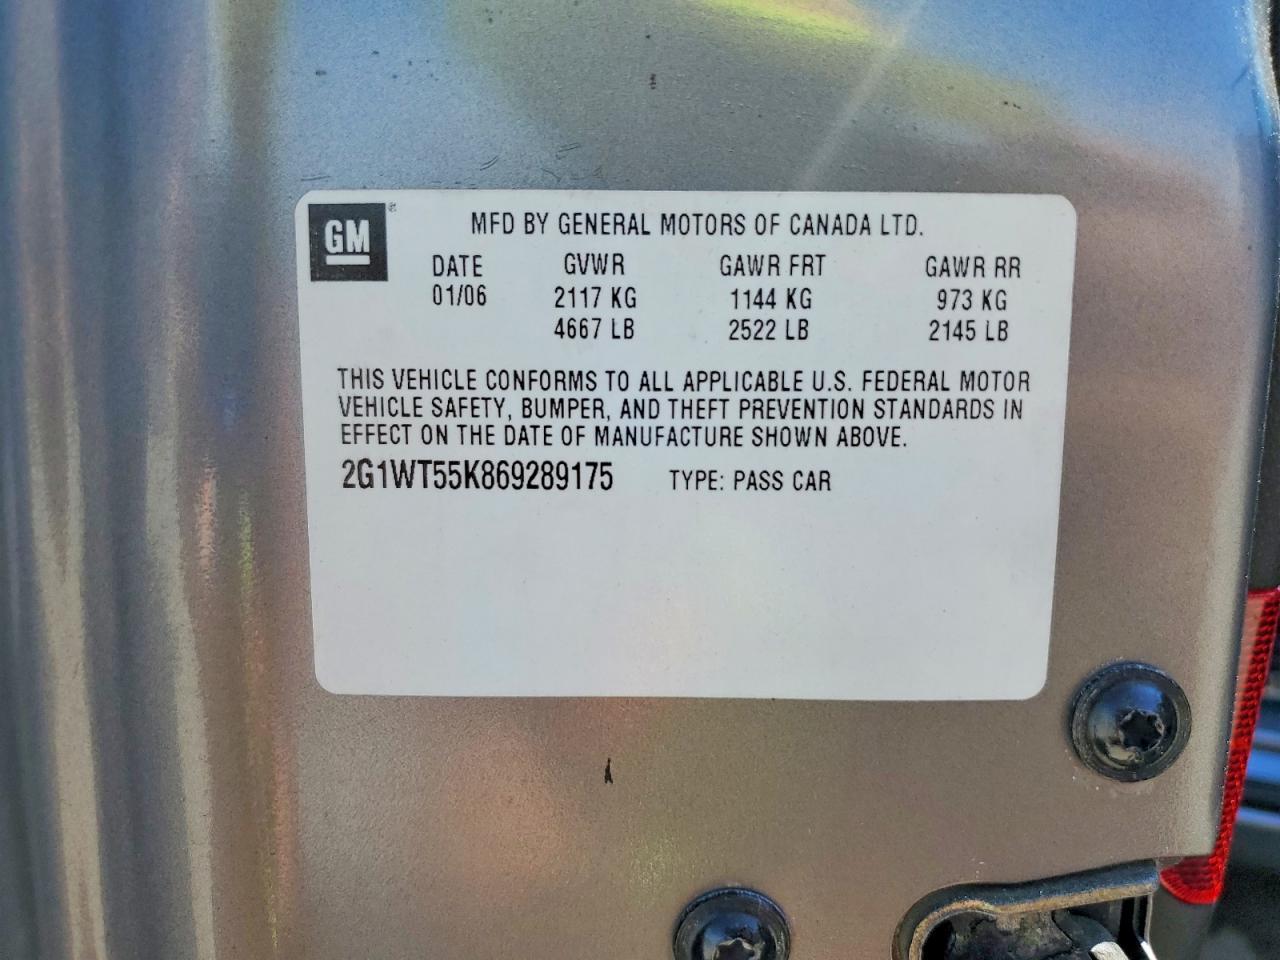 GM ®
MFD BY GENERAL MOTORS OF CANADA LTD.
DATE GVWR GAWR FRT GAWR RR
01/06 2117 KG 1144 KG 973 KG
4667 LB 2522 LB 2145 LB
THIS VEHICLE CONFORMS TO ALL APPLICABLE U.S. FEDERAL MOTOR
VEHICLE SAFETY, BUMPER, AND THEFT PREVENTION STANDARDS IN
EFFECT ON THE DATE OF MANUFACTURE SHOWN ABOVE.
2G1WT55K869289175 TYPE: PASS CAR